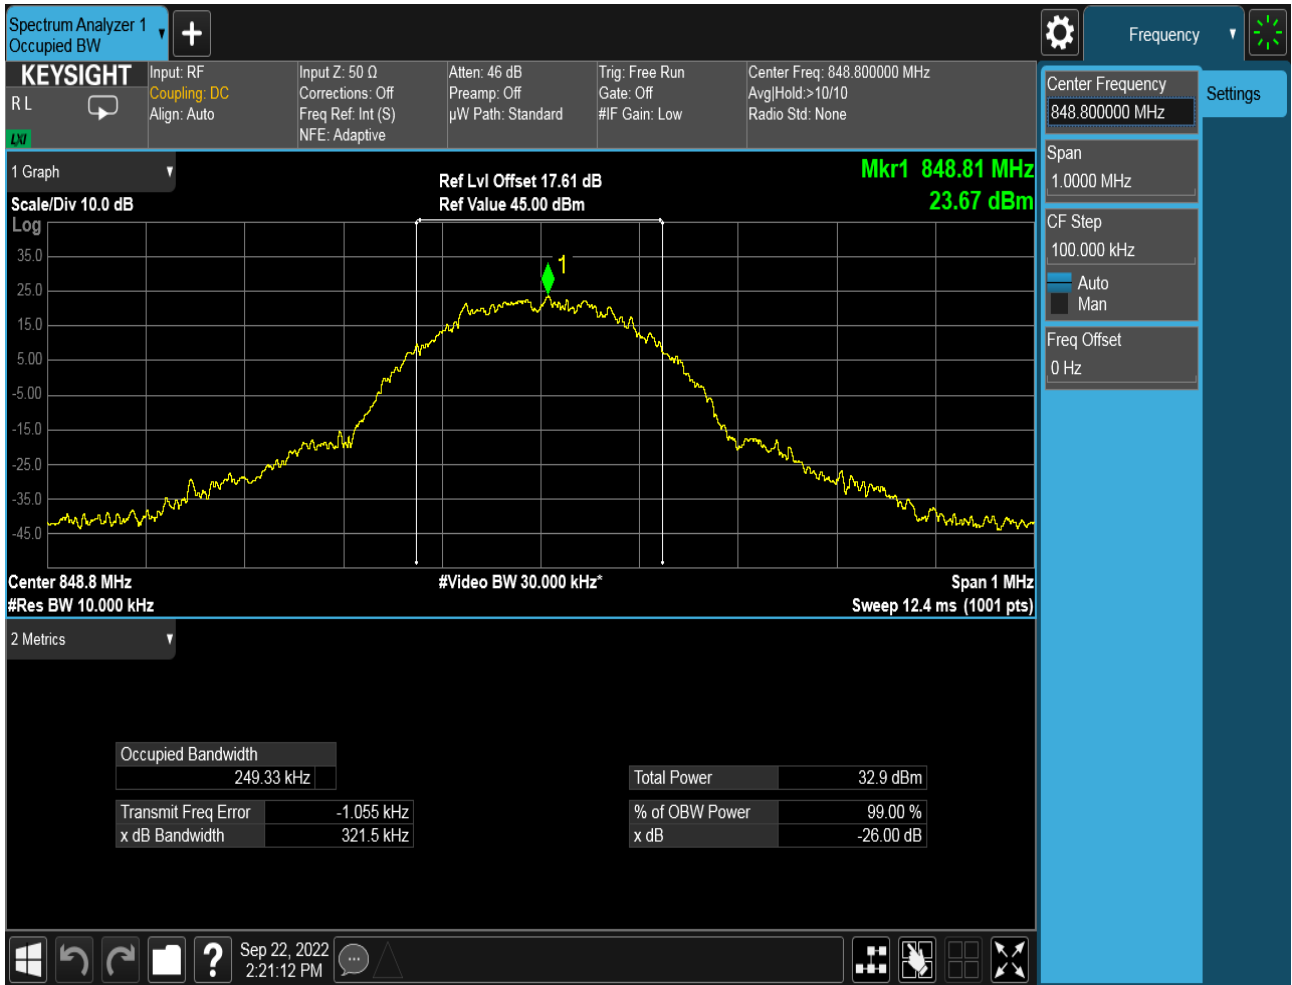 Spectrum Analyzer 1
Occupied BW
Frequency
KEYSIGHT
R L
LXI
Input: RF
Coupling: DC
Align: Auto
Input Z: 50 Ω
Corrections: Off
Freq Ref: Int (S)
NFE: Adaptive
Atten: 46 dB
Preamp: Off
µW Path: Standard
Trig: Free Run
Gate: Off
#IF Gain: Low
Center Freq: 848.800000 MHz
Avg|Hold:>10/10
Radio Std: None
Center Frequency
848.800000 MHz
Settings
Span
1.0000 MHz
CF Step
100.000 kHz
Auto
Man
Freq Offset
0 Hz
1 Graph
Scale/Div 10.0 dB
Log
Ref Lvl Offset 17.61 dB
Ref Value 45.00 dBm
Mkr1 848.81 MHz
23.67 dBm
1
35.0
25.0
15.0
5.00
-5.00
-15.0
-25.0
-35.0
-45.0
Center 848.8 MHz
#Res BW 10.000 kHz
#Video BW 30.000 kHz*
Span 1 MHz
Sweep 12.4 ms (1001 pts)
2 Metrics
Occupied Bandwidth
249.33 kHz
Transmit Freq Error -1.055 kHz
x dB Bandwidth 321.5 kHz
Total Power 32.9 dBm
% of OBW Power 99.00 %
x dB -26.00 dB
?
Sep 22, 2022
2:21:12 PM